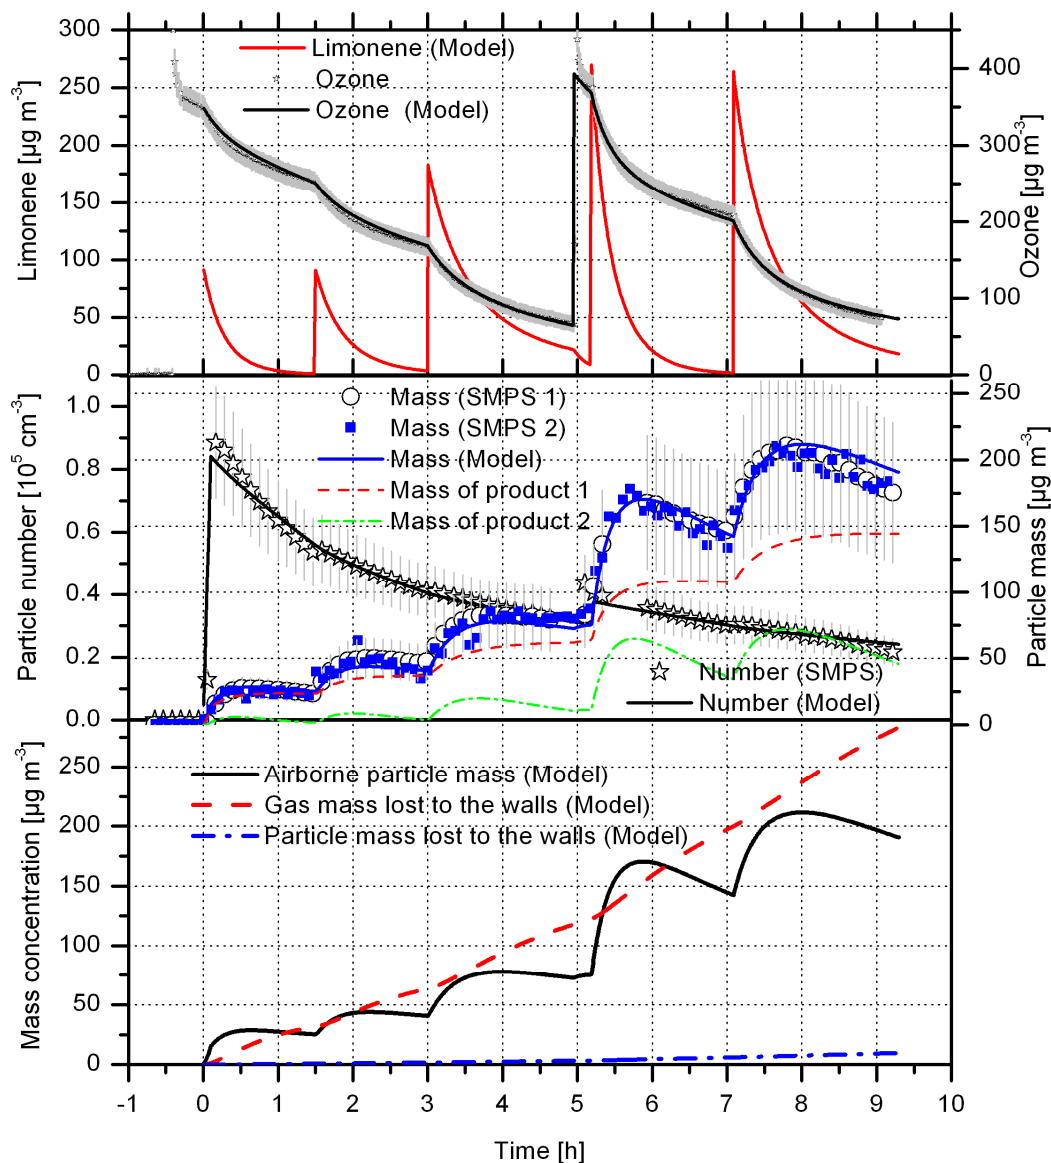 300
250
200
150
100
50
0
Limonene [µg m⁻³]
Limonene (Model)
Ozone
Ozone (Model)
400
300
200
100
0
Ozone [µg m⁻³]
1.0
0.8
0.6
0.4
0.2
0.0
Particle number [10⁵ cm⁻³]
Mass (SMPS 1)
Mass (SMPS 2)
Mass (Model)
Mass of product 1
Mass of product 2
Number (SMPS)
Number (Model)
250
200
150
100
50
0
Particle mass [µg m⁻³]
250
200
150
100
50
0
Mass concentration [µg m⁻³]
Airborne particle mass (Model)
Gas mass lost to the walls (Model)
Particle mass lost to the walls (Model)
-1 0 1 2 3 4 5 6 7 8 9 10
Time [h]